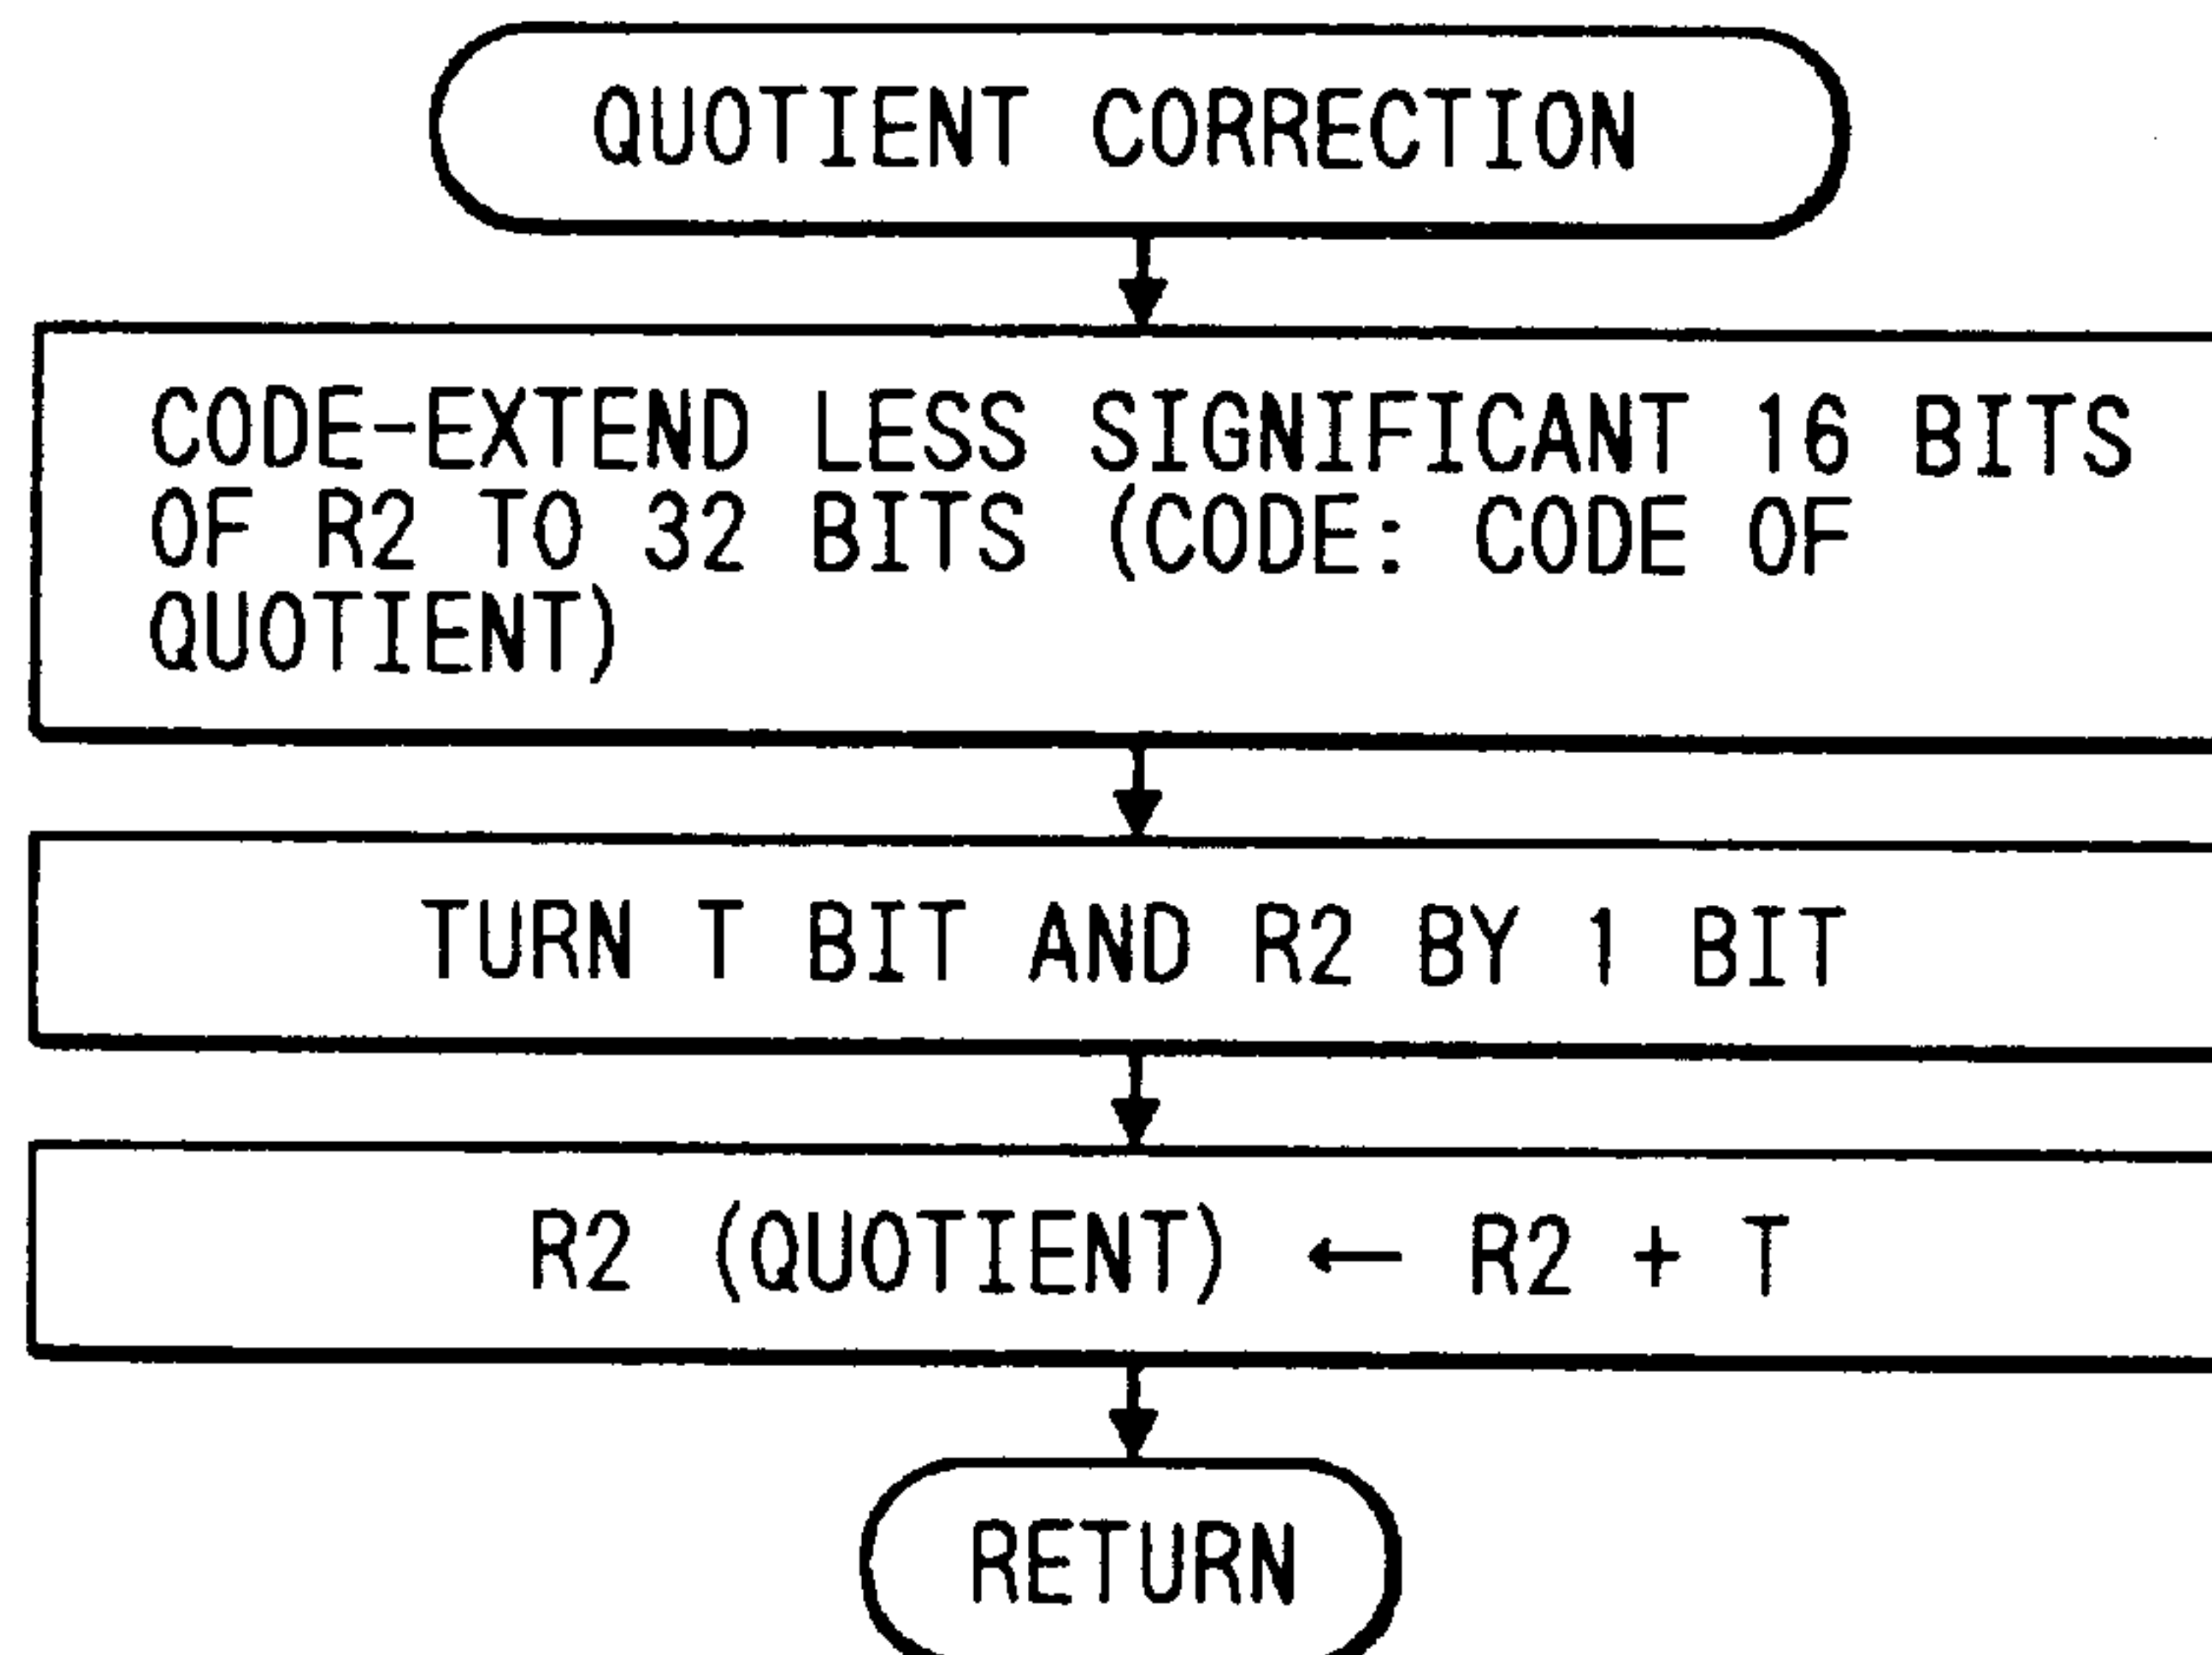 QUOTIENT CORRECTION
CODE-EXTEND LESS SIGNIFICANT 16 BITS
OF R2 TO 32 BITS (CODE: CODE OF
QUOTIENT)
TURN T BIT AND R2 BY 1 BIT
R2 (QUOTIENT) ← R2 + T
RETURN